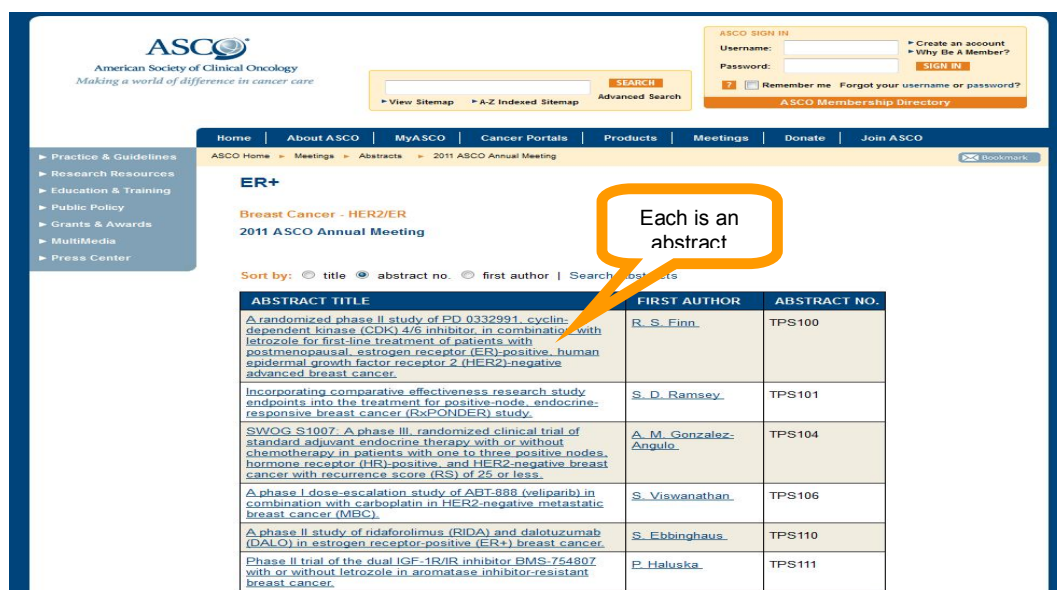 ASCO
American Society of Clinical Oncology
Making a world of difference in cancer care
SEARCH
Advanced Search
► View Sitemap ► A-Z Indexed Sitemap
ASCO SIGN IN
Username:
Password:
► Create an account
► Why Be A Member?
SIGN IN
? Remember me Forgot your username or password?
ASCO Membership Directory
Home | About ASCO | MyASCO | Cancer Portals | Products | Meetings | Donate | Join ASCO
► Practice & Guidelines
► Research Resources
► Education & Training
► Public Policy
► Grants & Awards
► MultiMedia
► Press Center
ASCO Home ► Meetings ► Abstracts ► 2011 ASCO Annual Meeting
Bookmark
ER+
Breast Cancer - HER2/ER
2011 ASCO Annual Meeting
Each is an
abstract
Sort by: title abstract no. first author | Search abstracts
ABSTRACT TITLE FIRST AUTHOR ABSTRACT NO.
A randomized phase II study of PD 0332991, cyclin-
dependent kinase (CDK) 4/6 inhibitor, in combination with
letrozole for first-line treatment of patients with
postmenopausal, estrogen receptor (ER)-positive, human
epidermal growth factor receptor 2 (HER2)-negative
advanced breast cancer.
R. S. Finn
TPS100
Incorporating comparative effectiveness research study
endpoints into the treatment for positive-node, endocrine-
responsive breast cancer (RxPONDER) study.
S. D. Ramsey
TPS101
SWOG S1007: A phase III, randomized clinical trial of
standard adjuvant endocrine therapy with or without
chemotherapy in patients with one to three positive nodes,
hormone receptor (HR)-positive, and HER2-negative breast
cancer with recurrence score (RS) of 25 or less.
A. M. Gonzalez-
Angulo
TPS104
A phase I dose-escalation study of ABT-888 (veliparib) in
combination with carboplatin in HER2-negative metastatic
breast cancer (MBC).
S. Viswanathan
TPS106
A phase II study of ridaforolimus (RIDA) and dalotuzumab
(DALO) in estrogen receptor-positive (ER+) breast cancer.
S. Ebbinghaus
TPS110
Phase II trial of the dual IGF-1R/IR inhibitor BMS-754807
with or without letrozole in aromatase inhibitor-resistant
breast cancer.
P. Haluska
TPS111